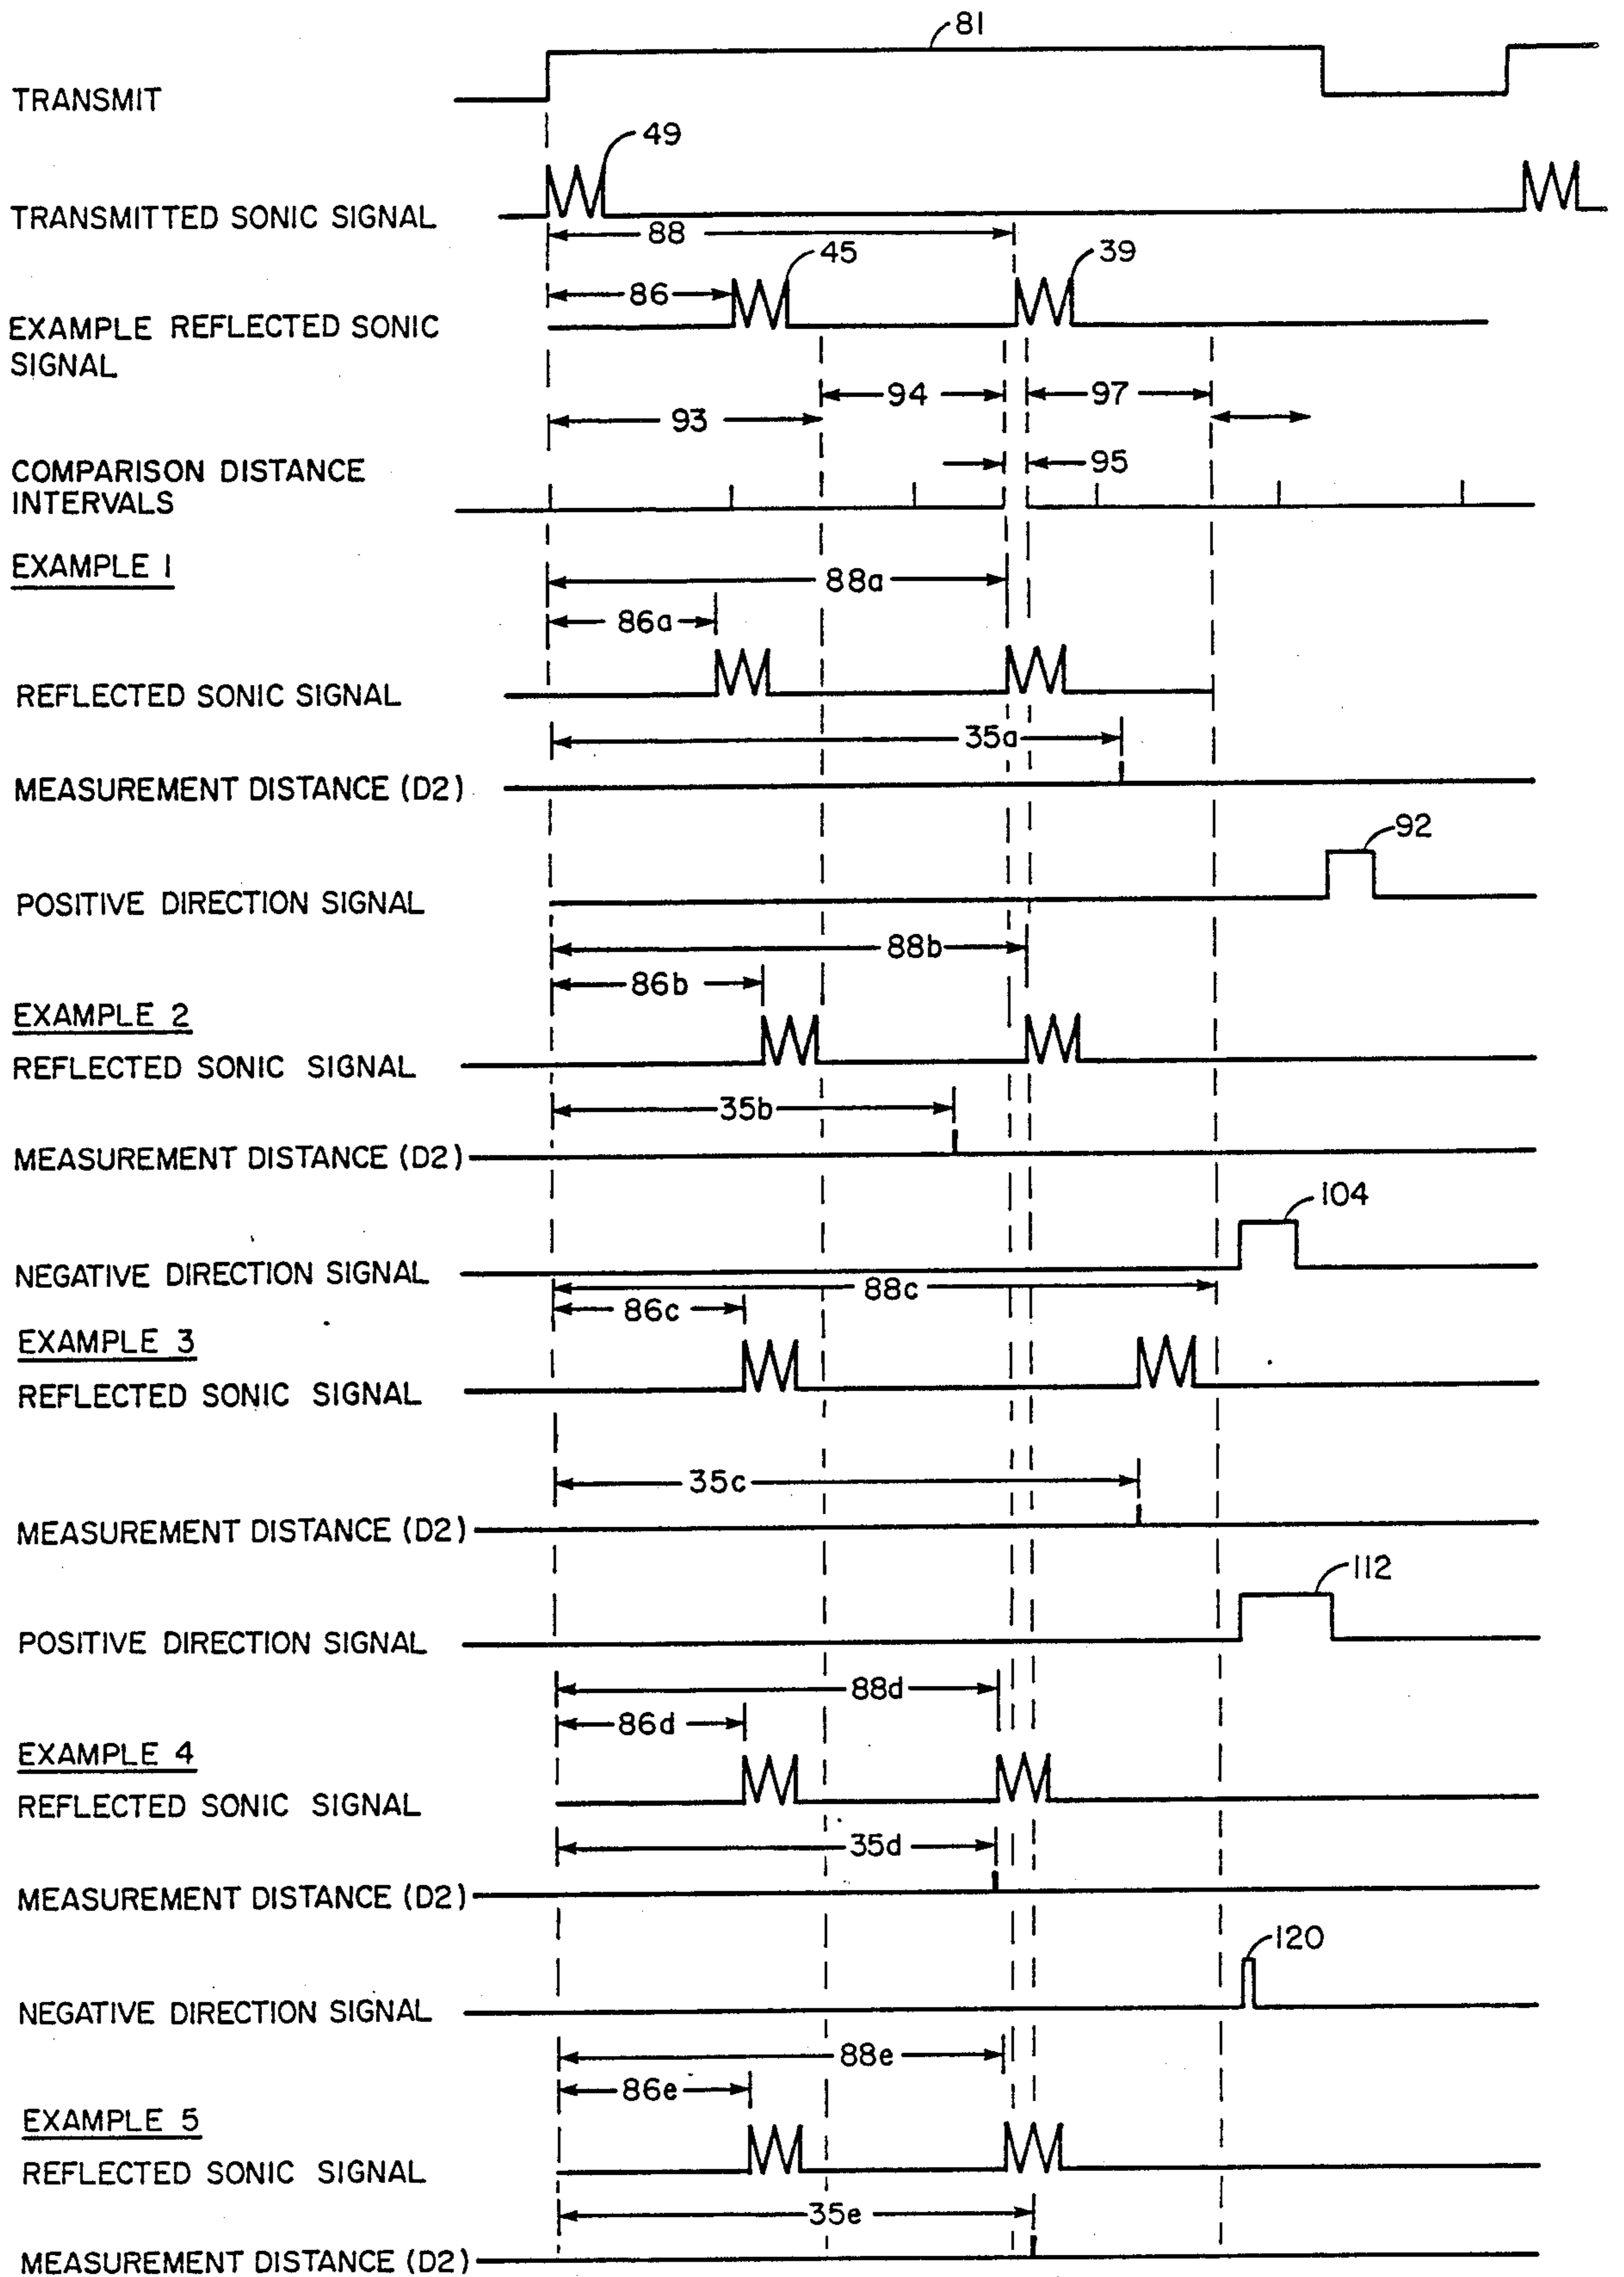 81
TRANSMIT
49
TRANSMITTED SONIC SIGNAL
88
45
39
86
EXAMPLE REFLECTED SONIC
SIGNAL
94
97
93
COMPARISON DISTANCE
INTERVALS
95
EXAMPLE 1
88a
86a
REFLECTED SONIC SIGNAL
35a
MEASUREMENT DISTANCE (D2)
92
POSITIVE DIRECTION SIGNAL
88b
86b
EXAMPLE 2
REFLECTED SONIC SIGNAL
35b
MEASUREMENT DISTANCE (D2)
104
NEGATIVE DIRECTION SIGNAL
88c
86c
EXAMPLE 3
REFLECTED SONIC SIGNAL
35c
MEASUREMENT DISTANCE (D2)
112
POSITIVE DIRECTION SIGNAL
88d
86d
EXAMPLE 4
REFLECTED SONIC SIGNAL
35d
MEASUREMENT DISTANCE (D2)
120
NEGATIVE DIRECTION SIGNAL
88e
86e
EXAMPLE 5
REFLECTED SONIC SIGNAL
35e
MEASUREMENT DISTANCE (D2)